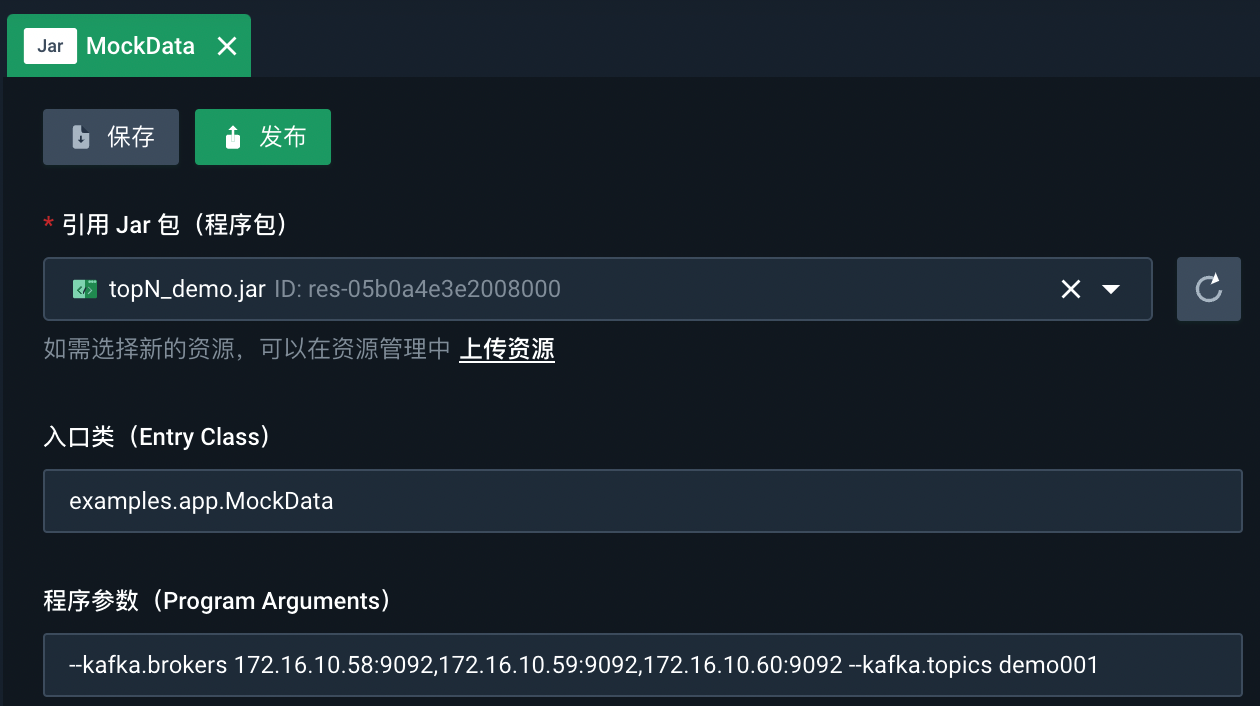 Jar MockData
保存 发布
* 引用 Jar 包（程序包）
topN_demo.jar ID: res-05b0a4e3e2008000
如需选择新的资源，可以在资源管理中 上传资源
入口类（Entry Class）
examples.app.MockData
程序参数（Program Arguments）
--kafka.brokers 172.16.10.58:9092,172.16.10.59:9092,172.16.10.60:9092 --kafka.topics demo001